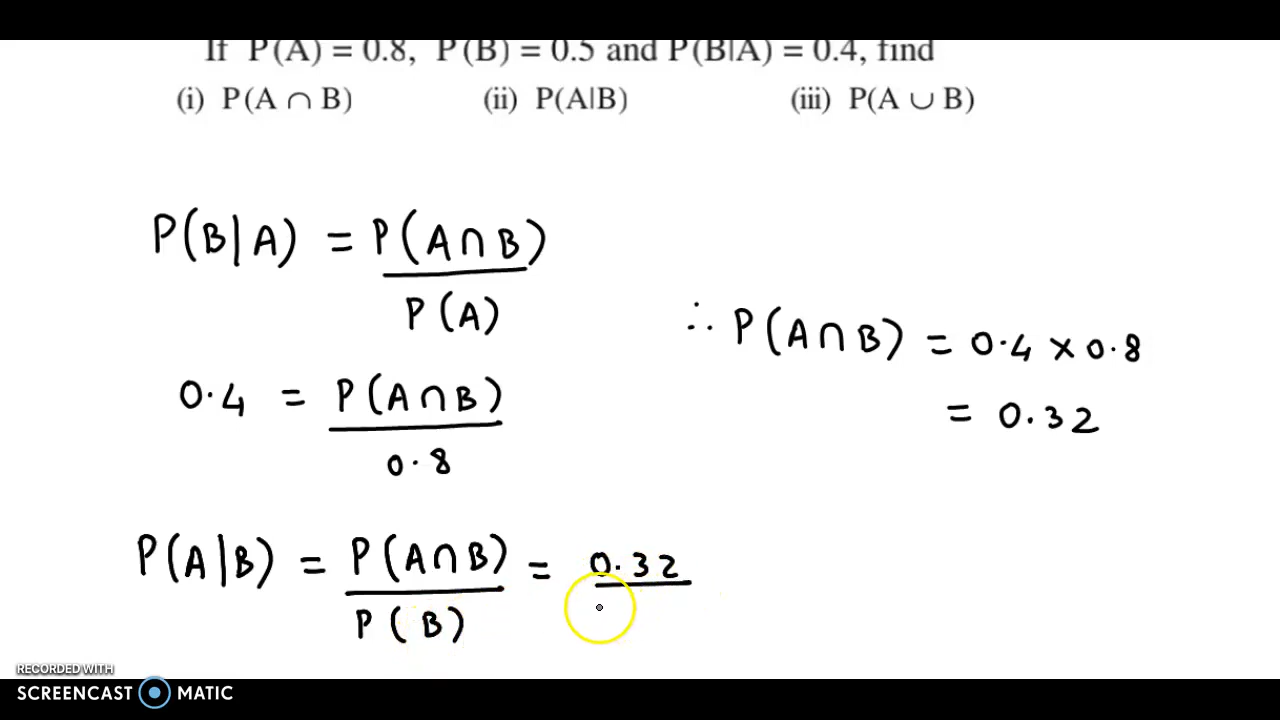 If P(A) = 0.8, P(B) = 0.5 and P(B|A) = 0.4, find
(i) P(A ∩ B) (ii) P(A|B) (iii) P(A ∪ B)
P(B|A) = P(A∩B)
P(A)
∴ P(A∩B) = 0.4 × 0.8
0.4 = P(A∩B)
0.8
= 0.32
P(A|B) = P(A∩B) = 0.32
P(B)
RECORDED WITH
SCREENCAST MATIC